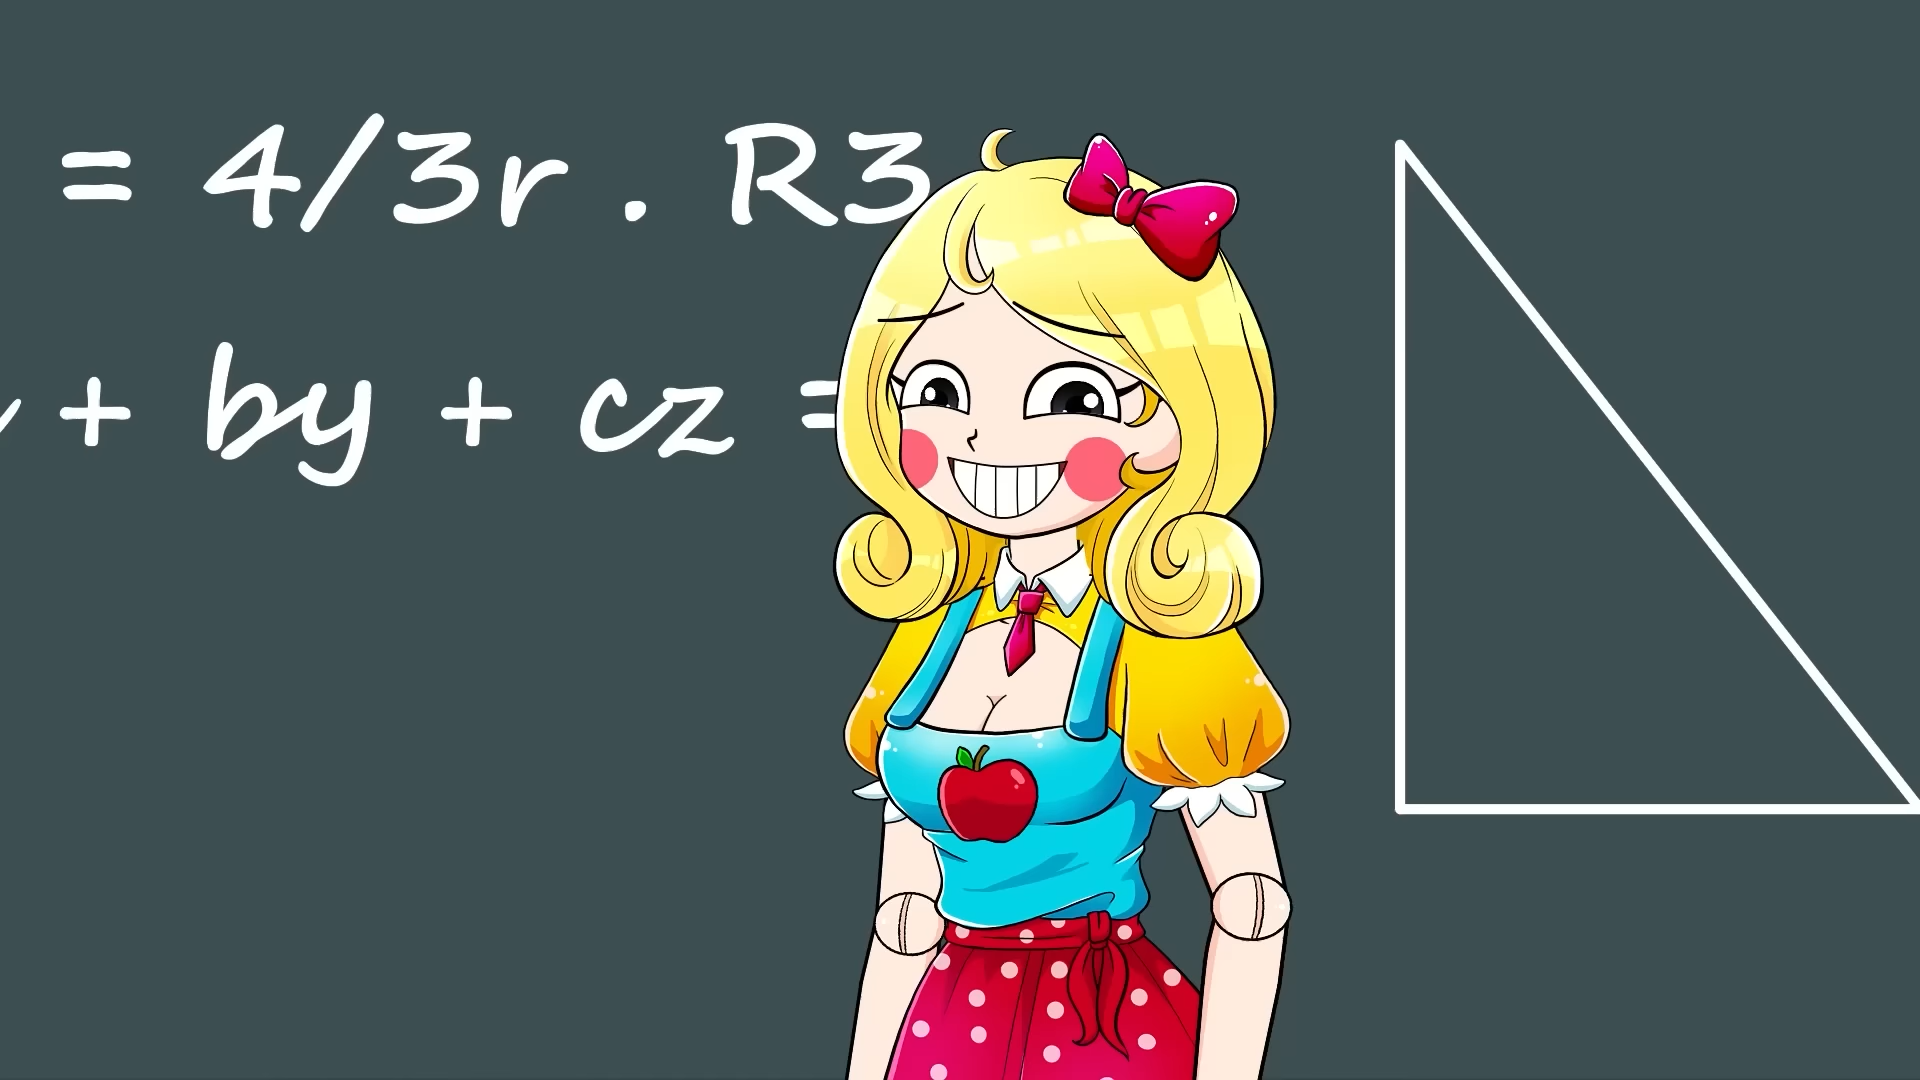 = 4/3r . R3
+ by + cz =